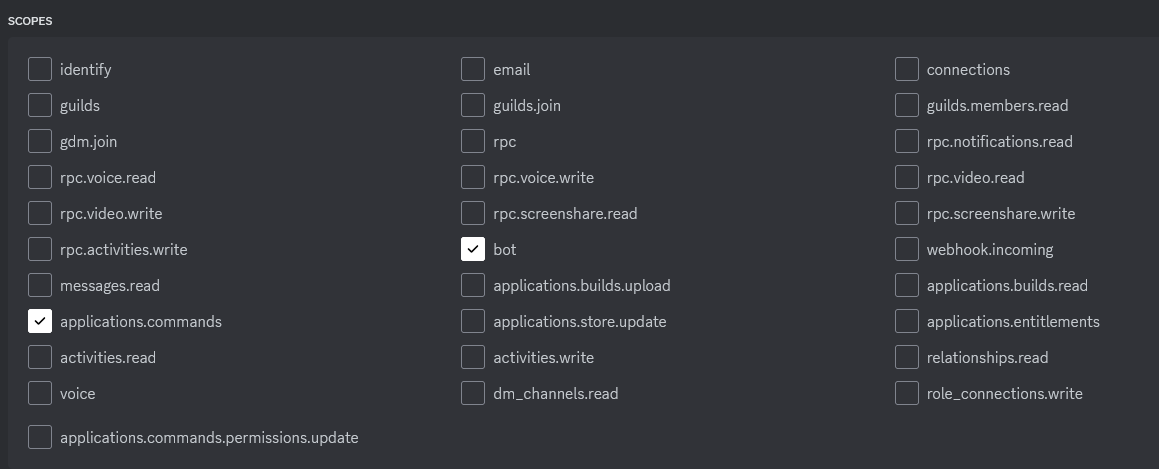 SCOPES
identify email connections
guilds guilds.join guilds.members.read
gdm.join rpc rpc.notifications.read
rpc.voice.read rpc.voice.write rpc.video.read
rpc.video.write rpc.screenshare.read rpc.screenshare.write
rpc.activities.write bot webhook.incoming
messages.read applications.builds.upload applications.builds.read
applications.commands applications.store.update applications.entitlements
activities.read activities.write relationships.read
voice dm_channels.read role_connections.write
applications.commands.permissions.update